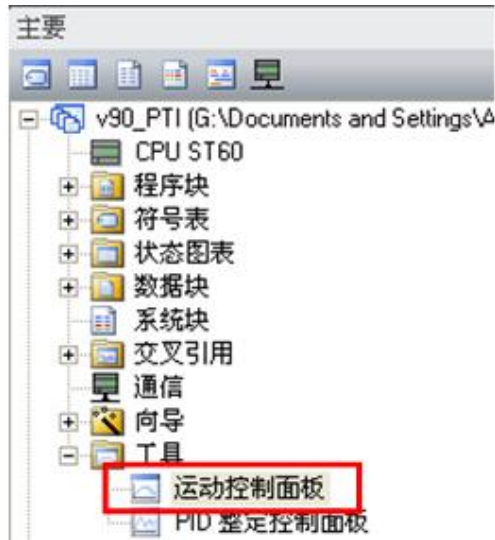 主要
v90_PTI (G:\Documents and Settings\A
CPU ST60
程序块
符号表
状态图表
数据块
系统块
交叉引用
通信
向导
工具
运动控制面板
PID 整定控制面板